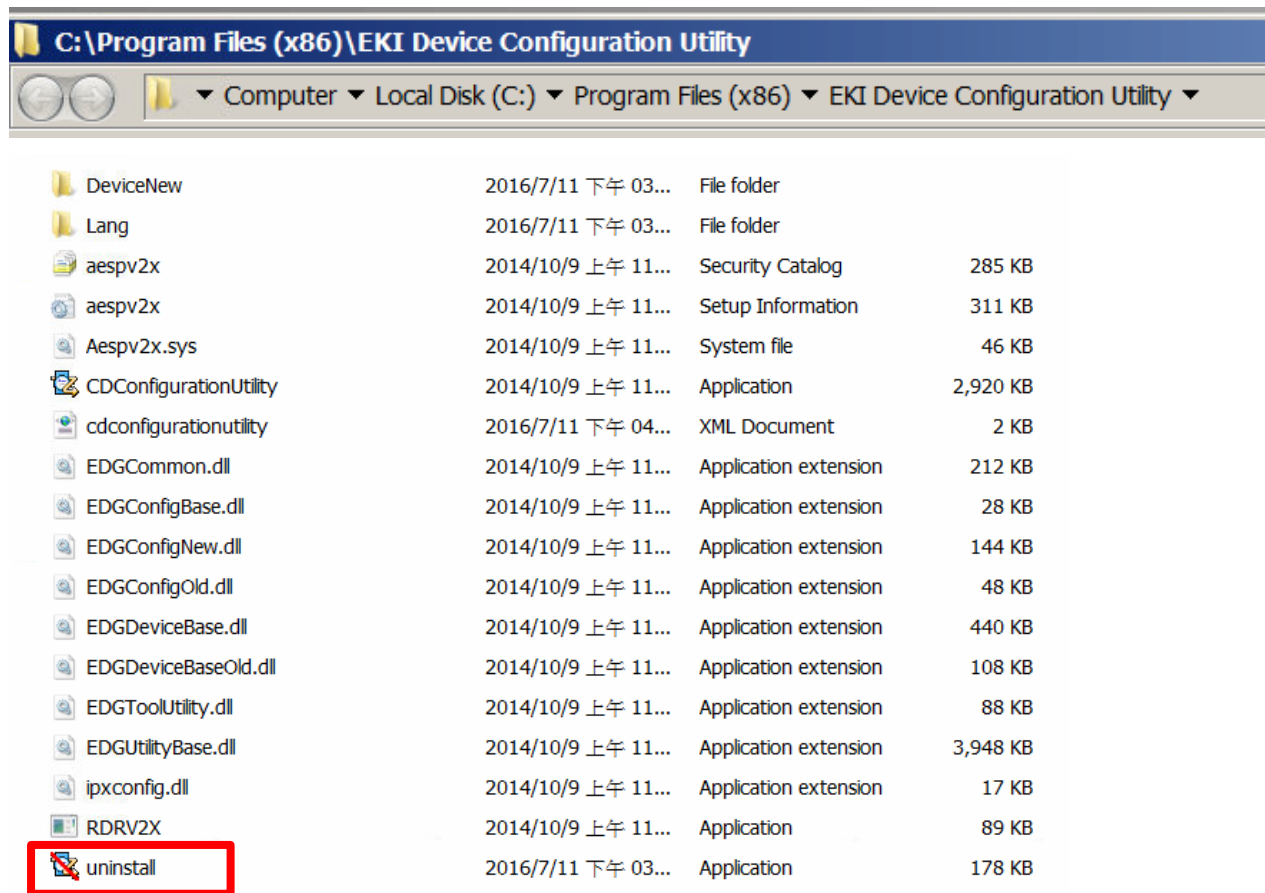 C:\Program Files (x86)\EKI Device Configuration Utility
Computer Local Disk (C:) Program Files (x86) EKI Device Configuration Utility
DeviceNew 2016/7/11 下午 03... File folder
Lang 2016/7/11 下午 03... File folder
aespv2x 2014/10/9 上午 11... Security Catalog 285 KB
aespv2x 2014/10/9 上午 11... Setup Information 311 KB
Aespv2x.sys 2014/10/9 上午 11... System file 46 KB
CDConfigurationUtility 2014/10/9 上午 11... Application 2,920 KB
cdconfigurationutility 2016/7/11 下午 04... XML Document 2 KB
EDGCommon.dll 2014/10/9 上午 11... Application extension 212 KB
EDGConfigBase.dll 2014/10/9 上午 11... Application extension 28 KB
EDGConfigNew.dll 2014/10/9 上午 11... Application extension 144 KB
EDGConfigOld.dll 2014/10/9 上午 11... Application extension 48 KB
EDGDeviceBase.dll 2014/10/9 上午 11... Application extension 440 KB
EDGDeviceBaseOld.dll 2014/10/9 上午 11... Application extension 108 KB
EDGToolUtility.dll 2014/10/9 上午 11... Application extension 88 KB
EDGUtilityBase.dll 2014/10/9 上午 11... Application extension 3,948 KB
ipxconfig.dll 2014/10/9 上午 11... Application extension 17 KB
RDRV2X 2014/10/9 上午 11... Application 89 KB
uninstall 2016/7/11 下午 03... Application 178 KB